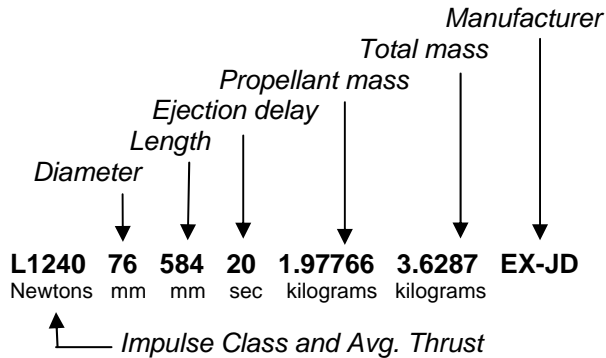 Manufacturer
Total mass
Propellant mass
Ejection delay
Length
Diameter
L1240 76 584 20 1.97766 3.6287 EX-JD
Newtons mm mm sec kilograms kilograms
Impulse Class and Avg. Thrust